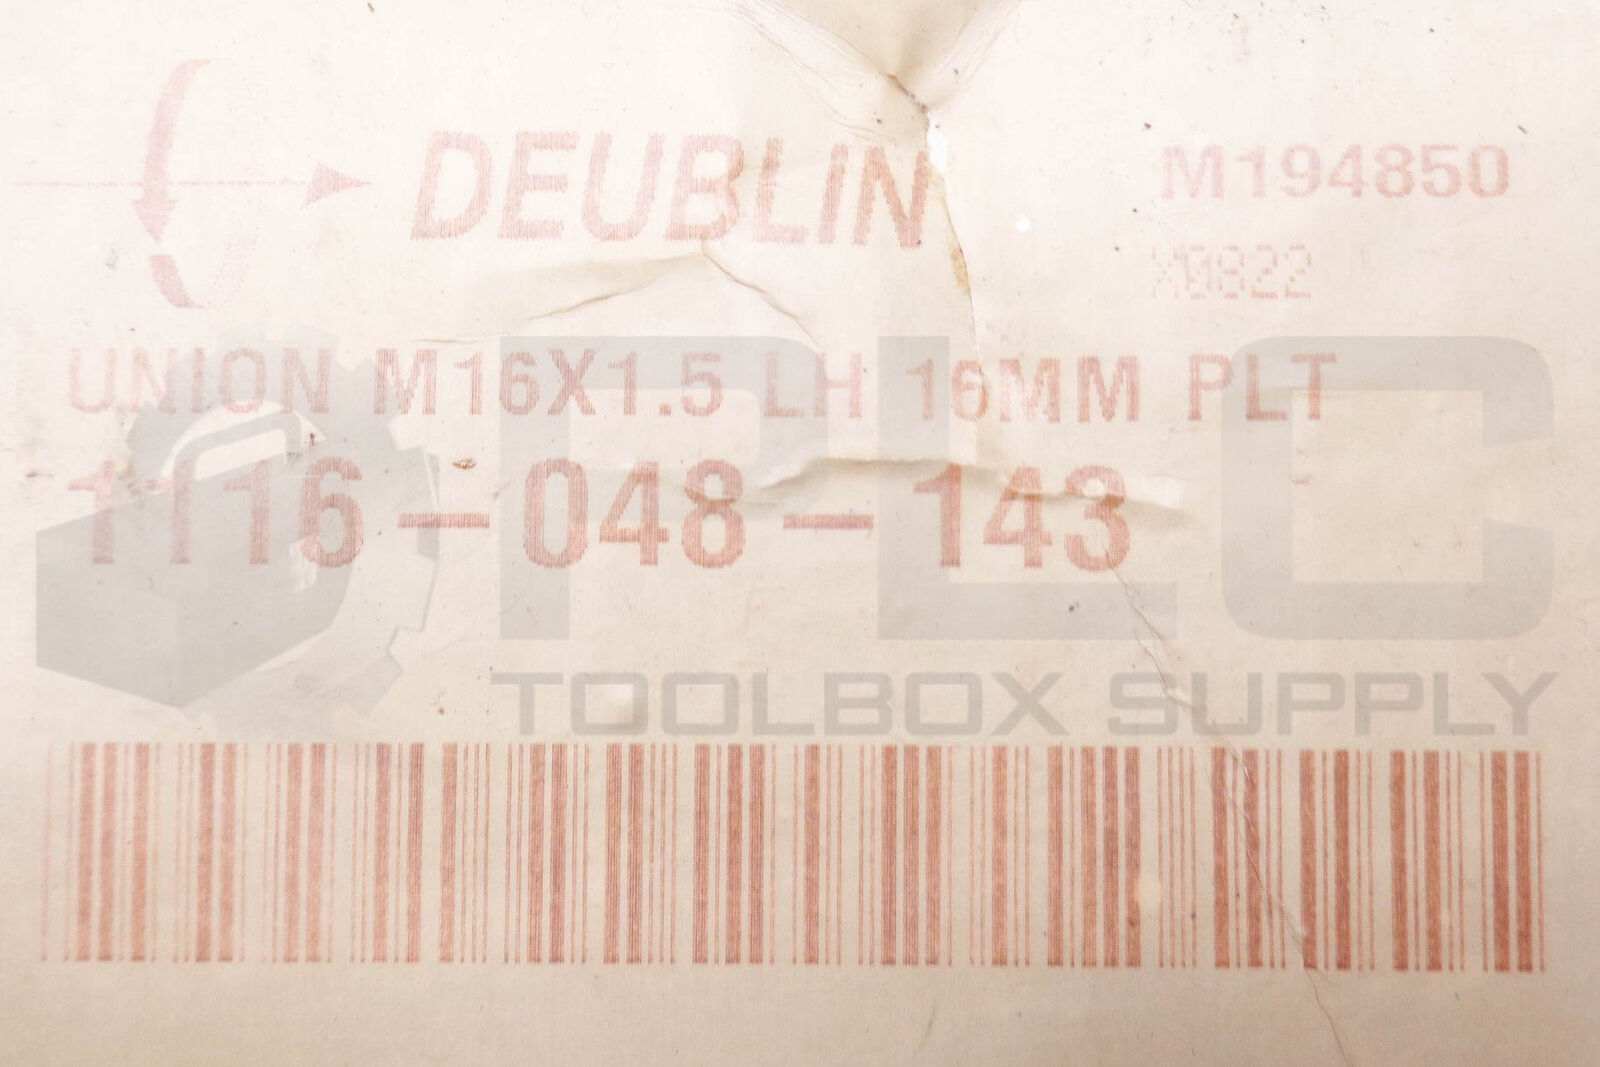 DEUBLIN
M194850
X0822
UNION M16X1.5 LH 16MM PLT
1116-048-143
PLC
TOOLBOX SUPPLY